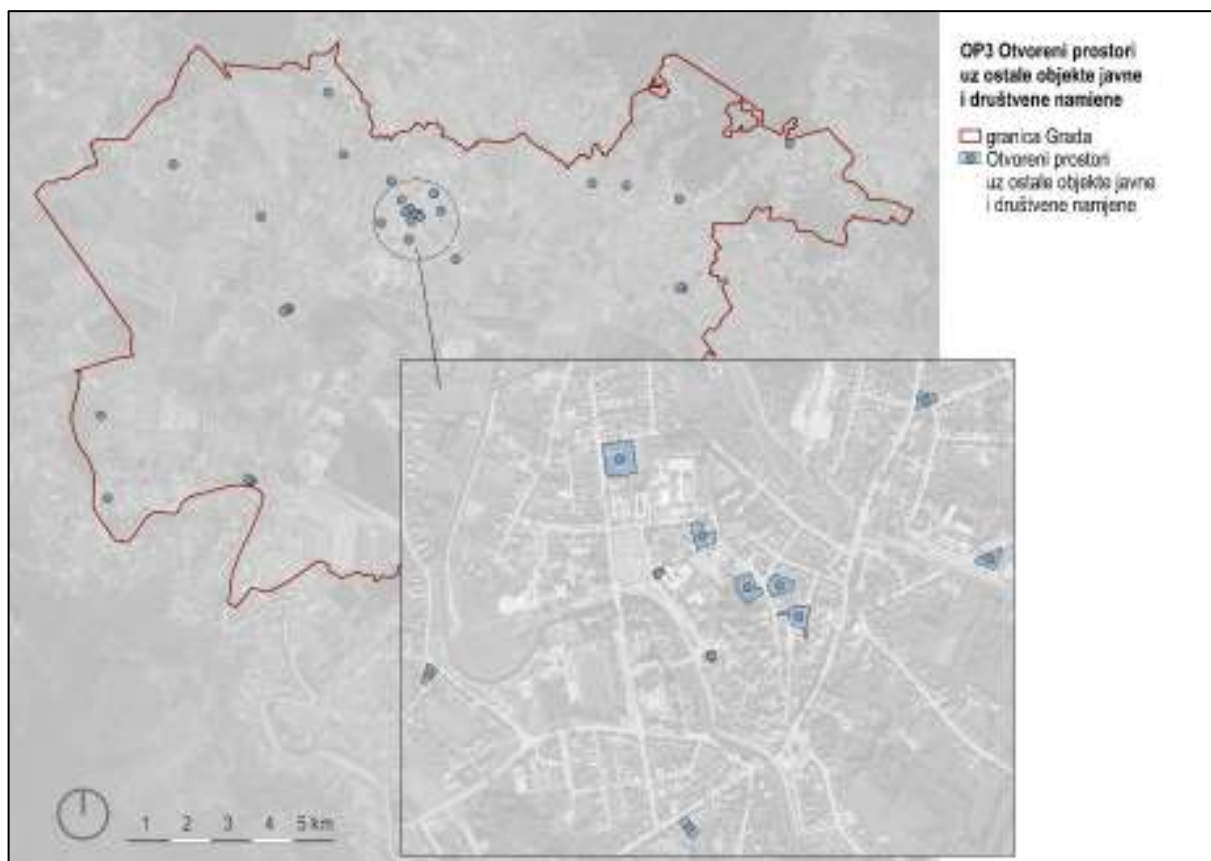 OP3 Otvoreni prostori
uz ostale objekte javne
i društvene namjene
granica Grada
Otvoreni prostori
uz ostale objekte javne
i društvene namjene
1 2 3 4 5 km